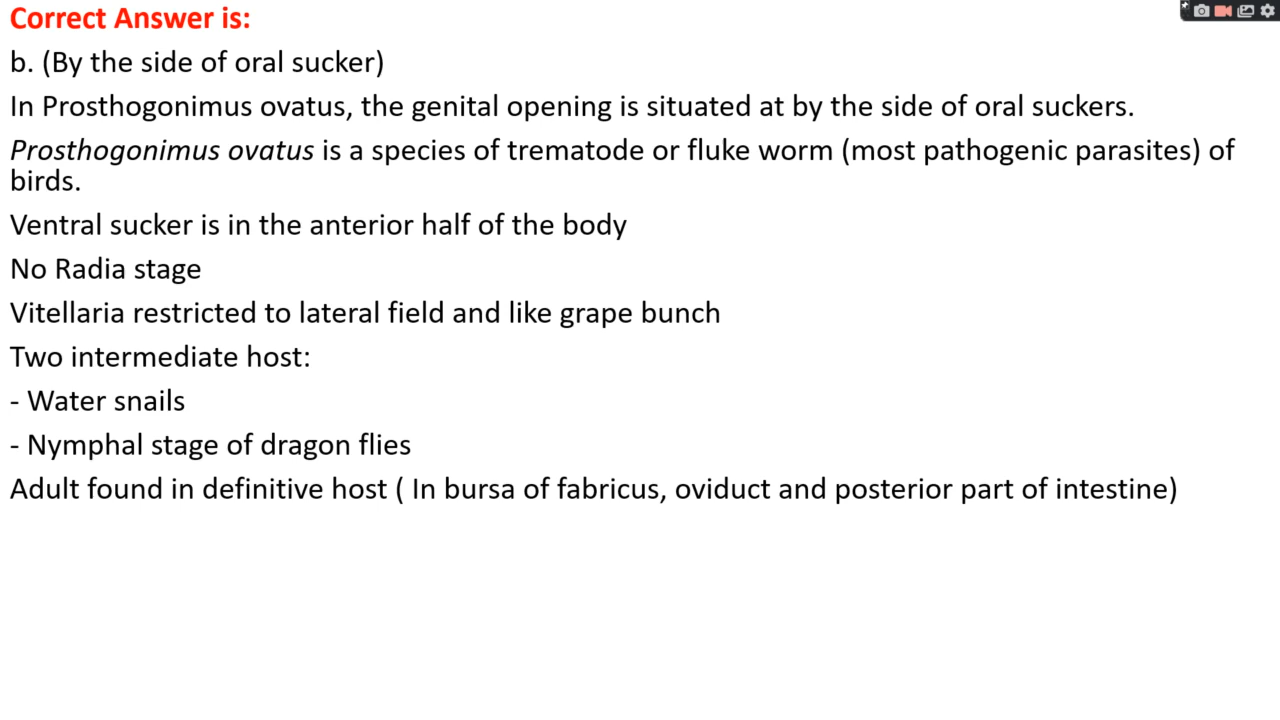 Correct Answer is:
b. (By the side of oral sucker)
In Prosthogonimus ovatus, the genital opening is situated at by the side of oral suckers.
Prosthogonimus ovatus is a species of trematode or fluke worm (most pathogenic parasites) of
birds.
Ventral sucker is in the anterior half of the body
No Radia stage
Vitellaria restricted to lateral field and like grape bunch
Two intermediate host:
- Water snails
- Nymphal stage of dragon flies
Adult found in definitive host ( In bursa of fabricus, oviduct and posterior part of intestine)